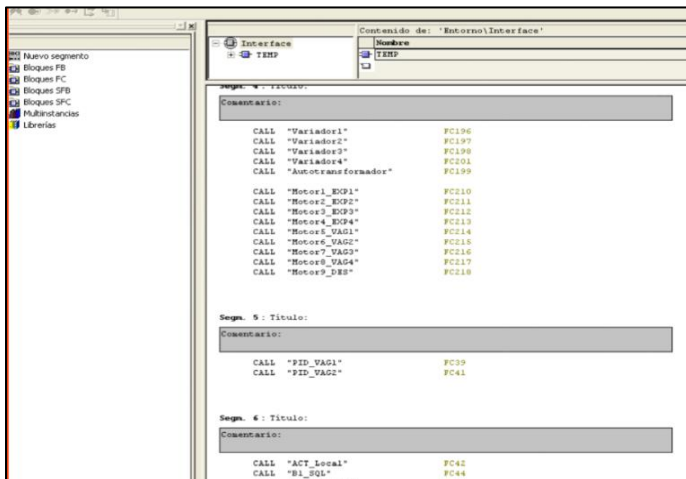 Contenido de: 'Entorno\Interface'
Interface
Nombre
TEMP
TEMP
Nuevo segmento
Bloques FB
Bloques FC
Bloques SFB
Bloques SFC
Multinstancias
Librerías
Segm. 4 : Título:
Comentario:
CALL "Variador1" FC196
CALL "Variador2" FC197
CALL "Variador3" FC198
CALL "Variador4" FC201
CALL "Autotransformador" FC199
CALL "Motor1_EXP1" FC210
CALL "Motor2_EXP2" FC211
CALL "Motor3_EXP3" FC212
CALL "Motor4_EXP4" FC213
CALL "Motor5_VAG1" FC214
CALL "Motor6_VAG2" FC215
CALL "Motor7_VAG3" FC216
CALL "Motor8_VAG4" FC217
CALL "Motor9_DES" FC218
Segm. 5 : Título:
Comentario:
CALL "PID_VAG1" FC39
CALL "PID_VAG2" FC41
Segm. 6 : Título:
Comentario:
CALL "ACT_Local" FC42
CALL "B1_SQL" FC44